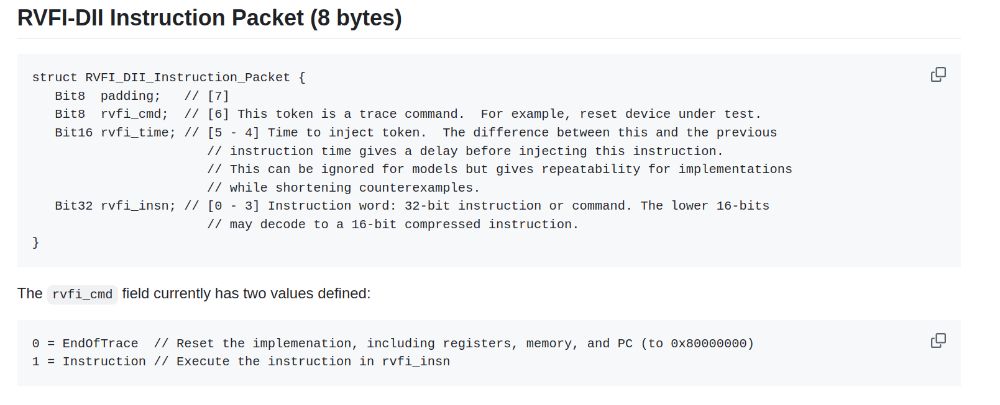 RVFI-DII Instruction Packet (8 bytes)
struct RVFI_DII_Instruction_Packet {
   Bit8  padding;   // [7]
   Bit8  rvfi_cmd;  // [6] This token is a trace command.  For example, reset device under test.
   Bit16 rvfi_time; // [5 - 4] Time to inject token.  The difference between this and the previous
                       // instruction time gives a delay before injecting this instruction.
                       // This can be ignored for models but gives repeatability for implementations
                       // while shortening counterexamples.
   Bit32 rvfi_insn; // [0 - 3] Instruction word: 32-bit instruction or command. The lower 16-bits
                       // may decode to a 16-bit compressed instruction.
}
The rvfi_cmd field currently has two values defined:
0 = EndOfTrace  // Reset the implemenation, including registers, memory, and PC (to 0x80000000)
1 = Instruction // Execute the instruction in rvfi_insn